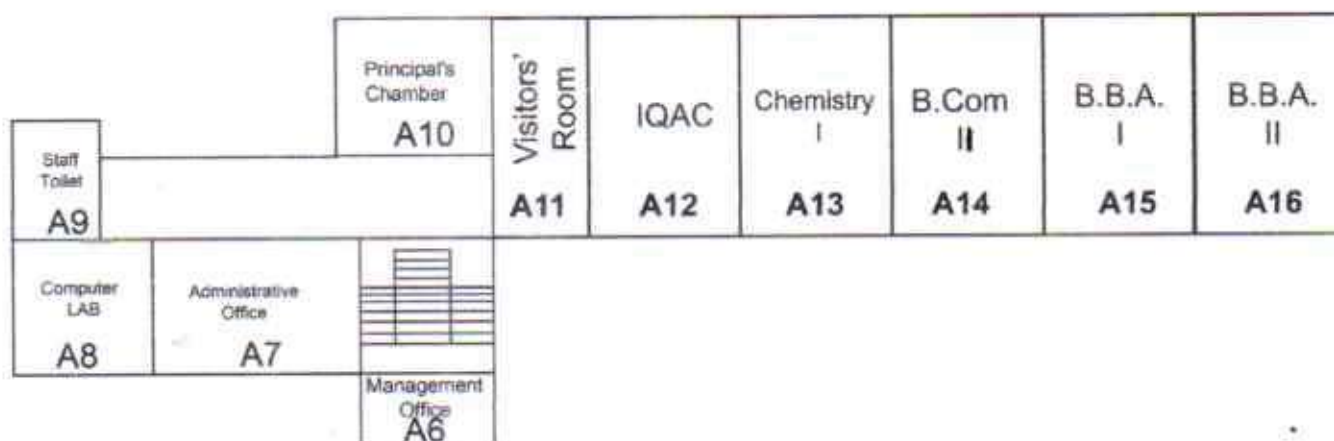 Principal's
Chamber
A10
Visitors'
Room
A11
IQAC
A12
Chemistry
I
A13
B.Com
II
A14
B.B.A.
I
A15
B.B.A.
II
A16
Staff
Toilet
A9
Computer
LAB
A8
Administrative
Office
A7
Management
Office
A6